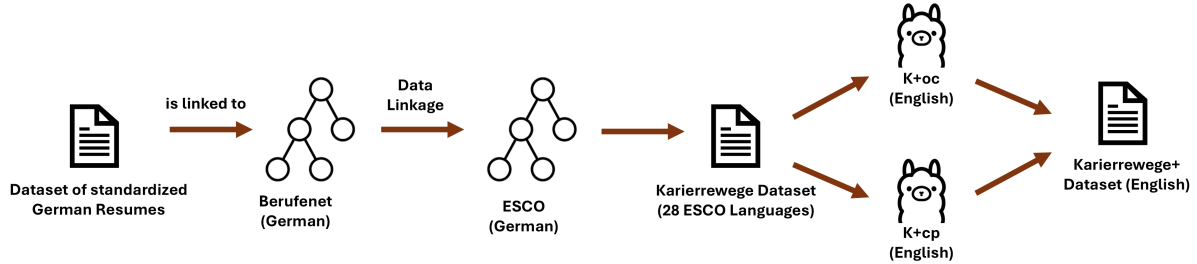 Dataset of standardized
German Resumes
is linked to
Berufenet
(German)
Data
Linkage
ESCO
(German)
Karierrewege Dataset
(28 ESCO Languages)
K+oc
(English)
K+cp
(English)
Karierrewege+
Dataset (English)